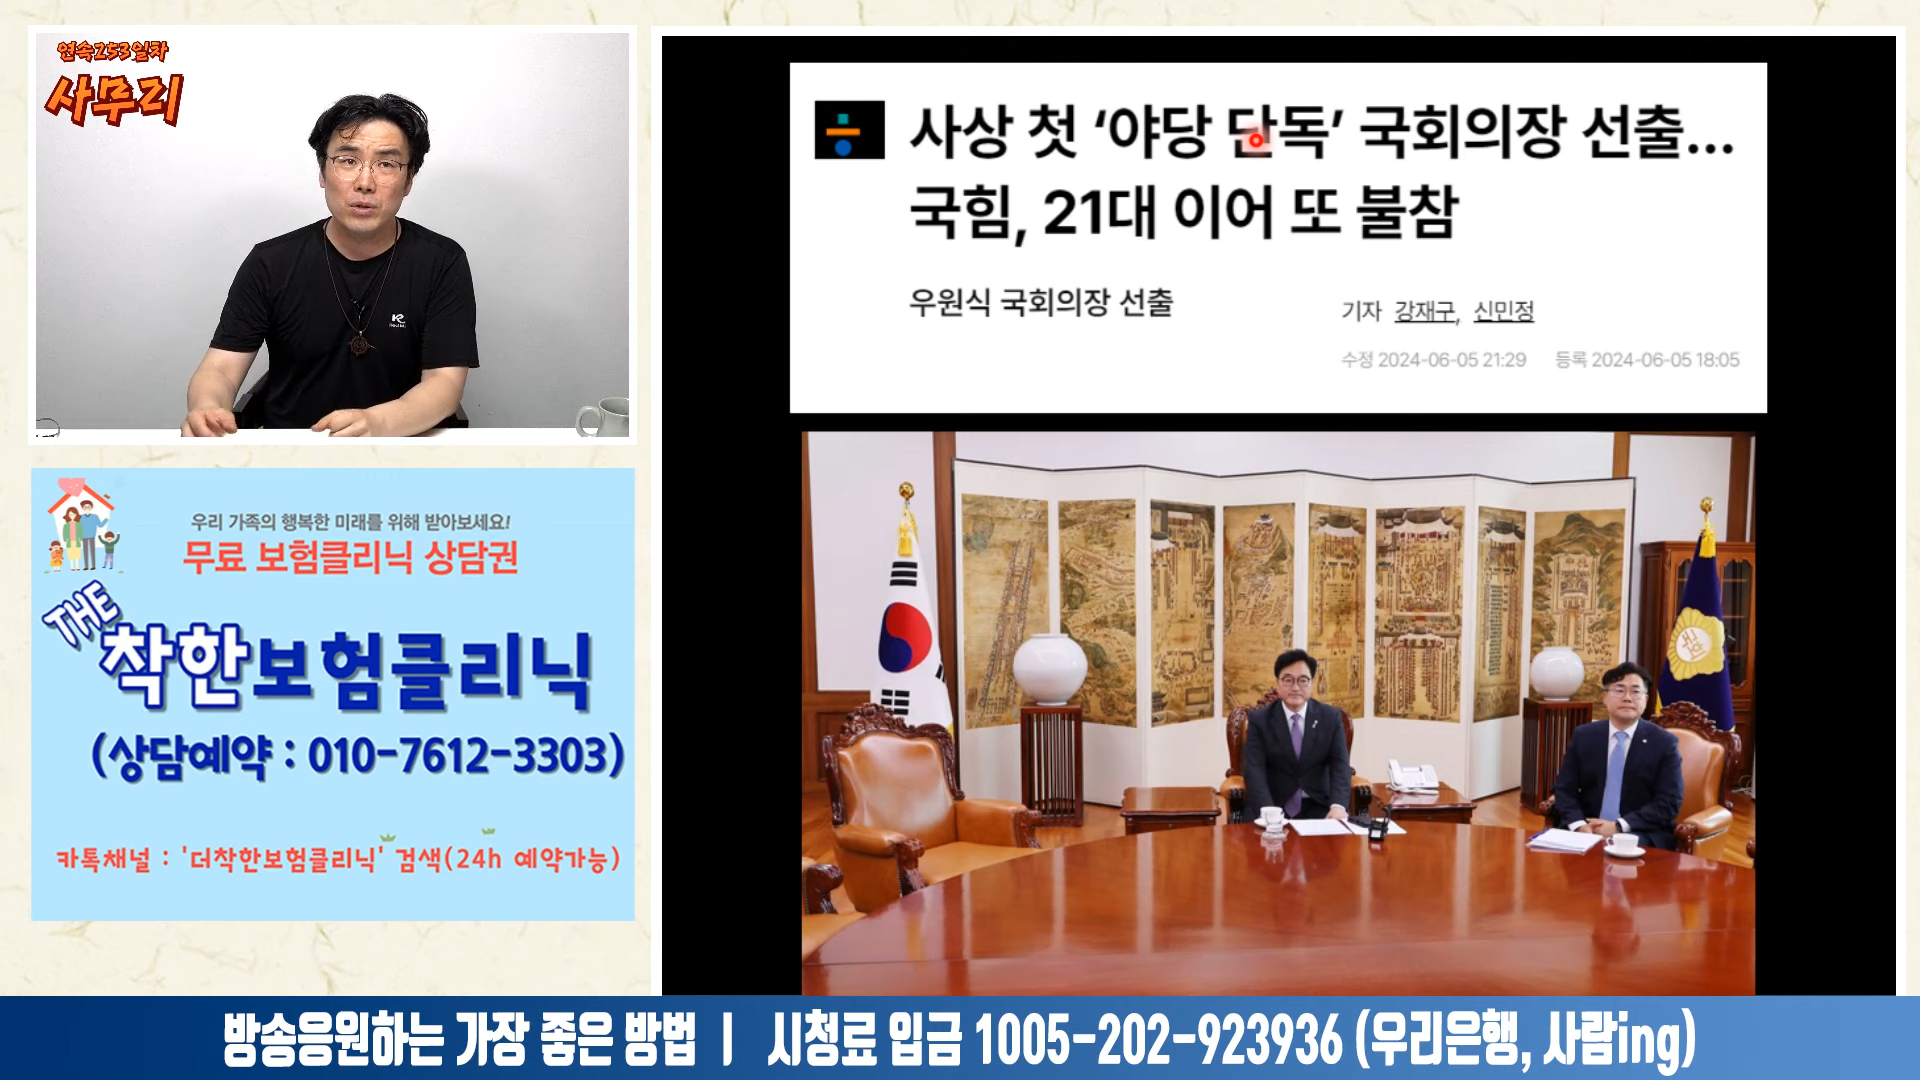 연속253일차
사무리
사상 첫 ‘야당 단독’ 국회의장 선출...
국힘, 21대 이어 또 불참
우원식 국회의장 선출
기자 강재구, 신민정
수정 2024-06-05 21:29 등록 2024-06-05 18:05
우리 가족의 행복한 미래를 위해 받아보세요!
무료 보험클리닉 상담권
THE
착한보험클리닉
(상담예약 : 010-7612-3303)
카톡채널 : '더착한보험클리닉' 검색(24h 예약가능)
국회
방송응원하는 가장 좋은 방법 | 시청료 입금 1005-202-923936 (우리은행, 사람ing)